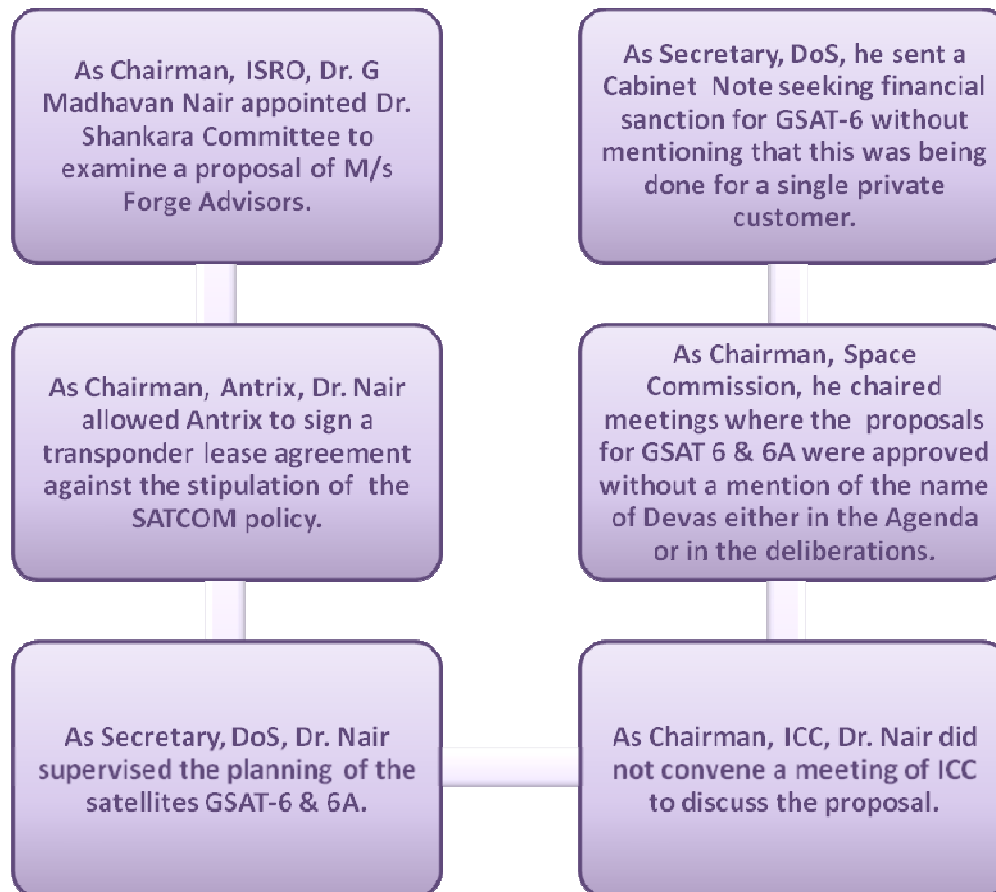 As Chairman, ISRO, Dr. G
Madhavan Nair appointed Dr.
Shankara Committee to
examine a proposal of M/s
Forge Advisors.
As Chairman, Antrix, Dr. Nair
allowed Antrix to sign a
transponder lease agreement
against the stipulation of the
SATCOM policy.
As Secretary, DoS, Dr. Nair
supervised the planning of the
satellites GSAT-6 & 6A.
As Chairman, ICC, Dr. Nair did
not convene a meeting of ICC
to discuss the proposal.
As Chairman, Space
Commission, he chaired
meetings where the proposals
for GSAT 6 & 6A were approved
without a mention of the name
of Devas either in the Agenda
or in the deliberations.
As Secretary, DoS, he sent a
Cabinet Note seeking financial
sanction for GSAT-6 without
mentioning that this was being
done for a single private
customer.